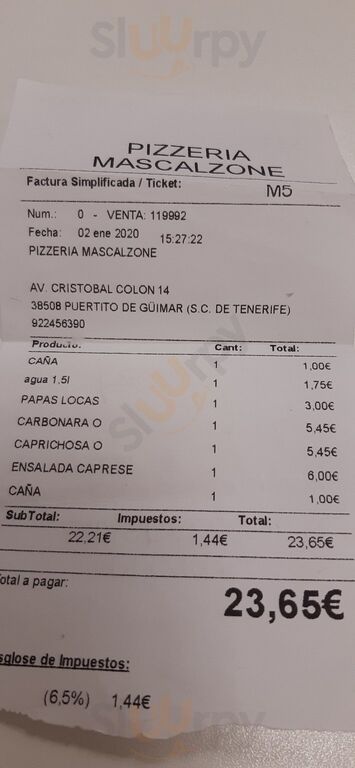 Sluurpy
PIZZERIA
MASCALZONE
Factura Simplificada / Ticket: M5
Num.: 0 - VENTA: 119992
Fecha: 02 ene 2020 15:27:22
PIZZERIA MASCALZONE
AV. CRISTOBAL COLON 14
38508 PUERTITO DE GÜIMAR (S.C. DE TENERIFE)
922456390
Producto: Cant: Total:
CAÑA 1 1,00€
agua 1,5l 1 1,75€
PAPAS LOCAS 1 3,00€
CARBONARA O 1 5,45€
CAPRICHOSA O 1 5,45€
ENSALADA CAPRESE 1 6,00€
CAÑA 1 1,00€
SubTotal: Impuestos: Total:
22,21€ 1,44€ 23,65€
otal a pagar:
23,65€
sglose de Impuestos:
(6,5%) 1,44€
Sluurpy